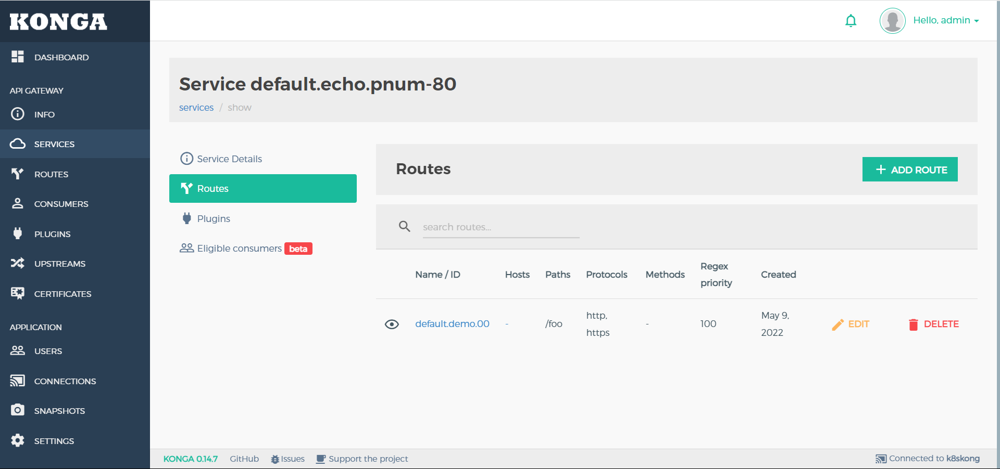 KONGA
Hello, admin
DASHBOARD
API GATEWAY
INFO
SERVICES
ROUTES
CONSUMERS
PLUGINS
UPSTREAMS
CERTIFICATES
APPLICATION
USERS
CONNECTIONS
SNAPSHOTS
SETTINGS
Service default.echo.pnum-80
services / show
Service Details
Routes
Plugins
Eligible consumers beta
Routes
ADD ROUTE
search routes...
Name / ID Hosts Paths Protocols Methods Regex priority Created
default.demo.00 - /foo http, https - 100 May 9, 2022 EDIT DELETE
KONGA 0.14.7 GitHub Issues Support the project Connected to k8skong